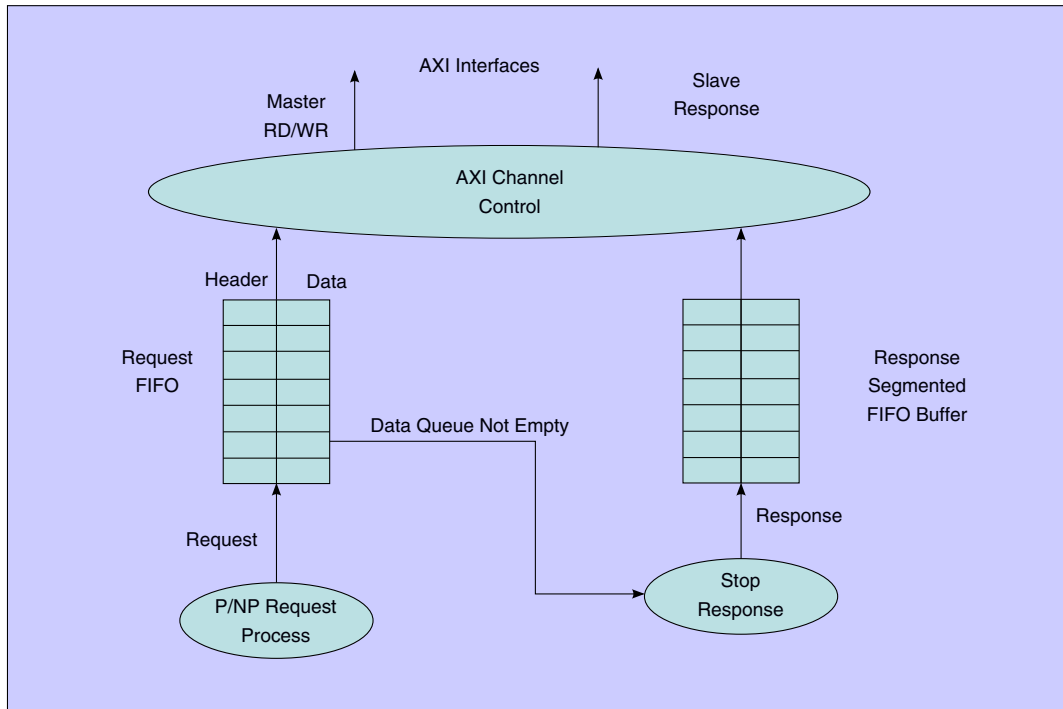 AXI Interfaces
Master
RD/WR
Slave
Response
AXI Channel
Control
Header
Data
Request
FIFO
Response
Segmented
FIFO Buffer
Data Queue Not Empty
Request
Response
P/NP Request
Process
Stop
Response